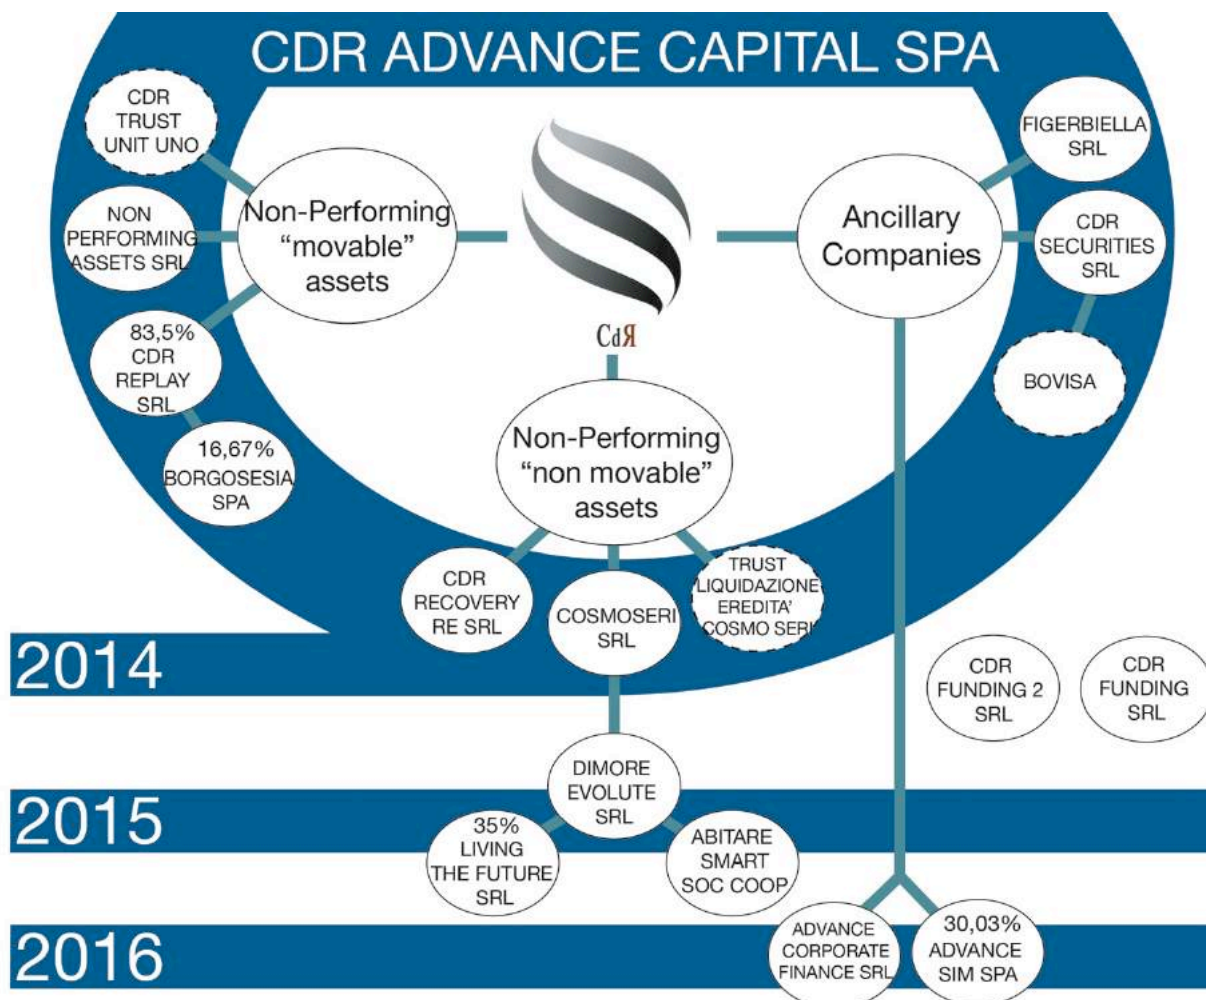 CDR ADVANCE CAPITAL SPA
CDR
TRUST
UNIT UNO
NON
PERFORMING
ASSETS SRL
83,5%
CDR
REPLAY
SRL
16,67%
BORGOSESIA
SPA
Non-Performing
“movable”
assets
CdЯ
Ancillary
Companies
FIGERBIELLA
SRL
CDR
SECURITIES
SRL
BOVISA
Non-Performing
“non movable”
assets
CDR
RECOVERY
RE SRL
COSMOSERI
SRL
TRUST
LIQUIDAZIONE
EREDITA’
COSMO SERI
2014
CDR
FUNDING 2
SRL
CDR
FUNDING
SRL
DIMORE
EVOLUTE
SRL
2015
35%
LIVING
THE FUTURE
SRL
ABITARE
SMART
SOC COOP
2016
ADVANCE
CORPORATE
FINANCE SRL
30,03%
ADVANCE
SIM SPA